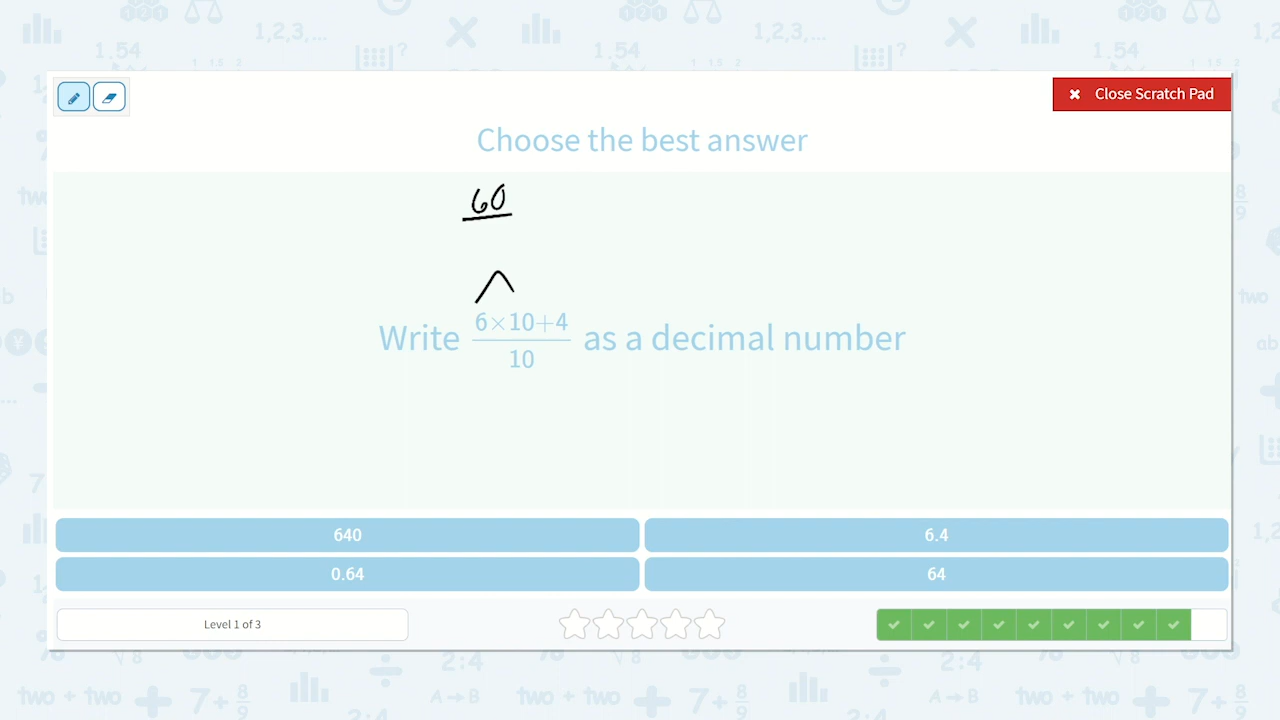 Close Scratch Pad
Choose the best answer
60
Write (6×10+4)/10 as a decimal number
640
6.4
0.64
64
Level 1 of 3